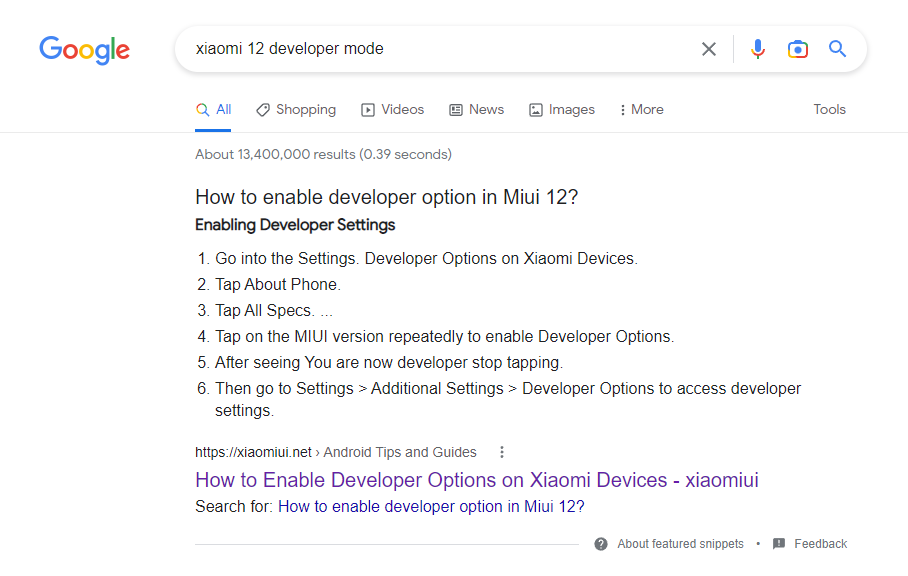 Google
xiaomi 12 developer mode
All
Shopping
Videos
News
Images
More
Tools
About 13,400,000 results (0.39 seconds)
How to enable developer option in Miui 12?
Enabling Developer Settings
1. Go into the Settings. Developer Options on Xiaomi Devices.
2. Tap About Phone.
3. Tap All Specs. ...
4. Tap on the MIUI version repeatedly to enable Developer Options.
5. After seeing You are now developer stop tapping.
6. Then go to Settings > Additional Settings > Developer Options to access developer
settings.
https://xiaomiui.net › Android Tips and Guides
How to Enable Developer Options on Xiaomi Devices - xiaomiui
Search for: How to enable developer option in Miui 12?
About featured snippets • Feedback